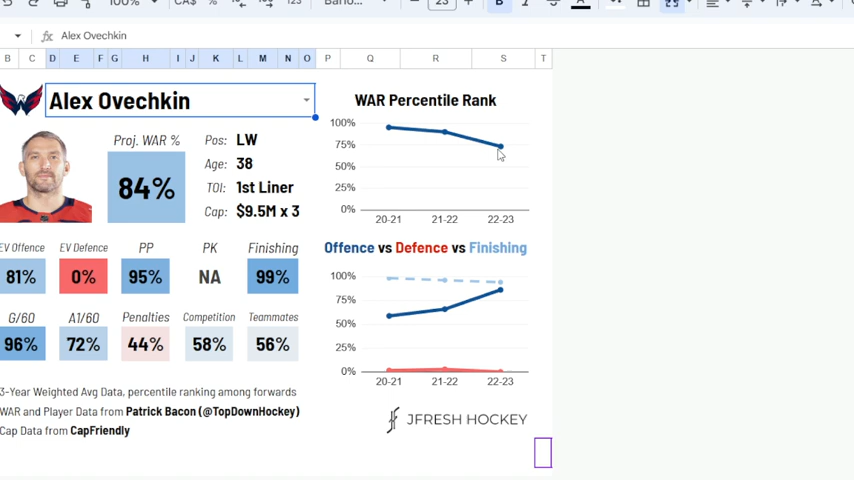 100%
CA$
%
123
Barlo...
23
B
fx Alex Ovechkin
B C D E F G H I J K L M N O P Q R S T
Alex Ovechkin
Proj. WAR %
84%
Pos: LW
Age: 38
TOI: 1st Liner
Cap: $9.5M x 3
EV Offence EV Defence PP PK Finishing
81% 0% 95% NA 99%
G/60 A1/60 Penalties Competition Teammates
96% 72% 44% 58% 56%
3-Year Weighted Avg Data, percentile ranking among forwards
WAR and Player Data from Patrick Bacon (@TopDownHockey)
Cap Data from CapFriendly
WAR Percentile Rank
100%
75%
50%
25%
0%
20-21 21-22 22-23
Offence vs Defence vs Finishing
100%
75%
50%
25%
0%
20-21 21-22 22-23
JFRESH HOCKEY